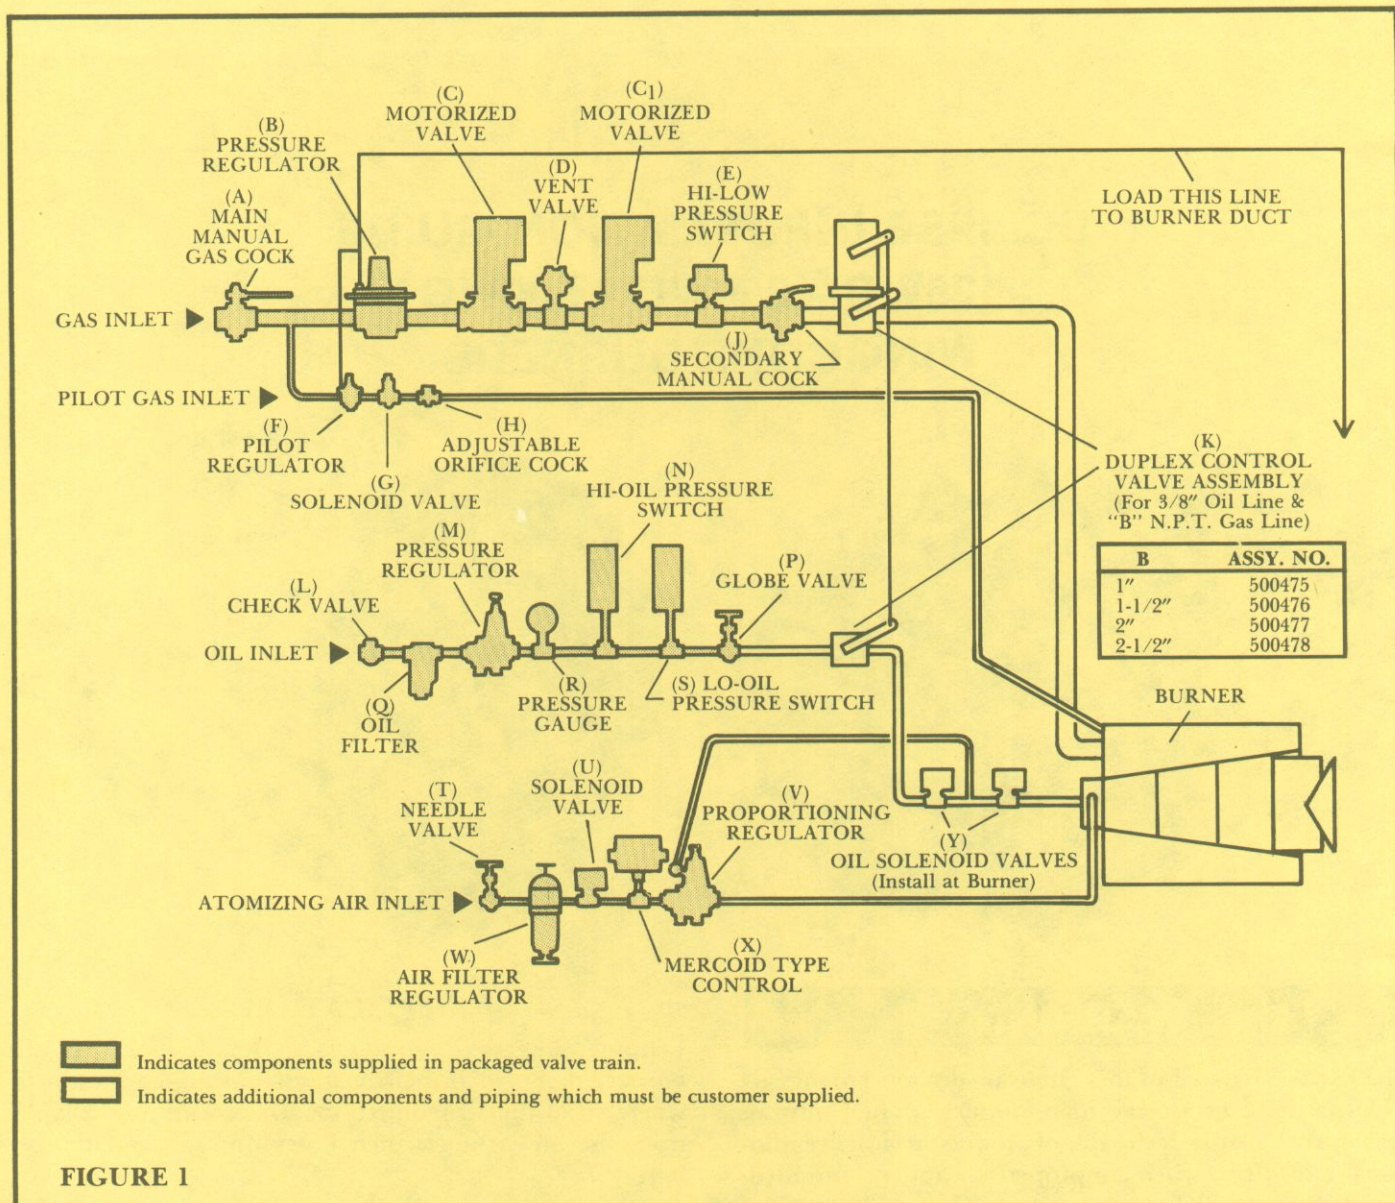 (A)
MAIN
MANUAL
GAS COCK
(B)
PRESSURE
REGULATOR
(C)
MOTORIZED
VALVE
(D)
VENT
VALVE
(C1)
MOTORIZED
VALVE
(E)
HI-LOW
PRESSURE
SWITCH
LOAD THIS LINE
TO BURNER DUCT
GAS INLET
(J)
SECONDARY
MANUAL COCK
PILOT GAS INLET
(F)
PILOT
REGULATOR
(G)
SOLENOID VALVE
(H)
ADJUSTABLE
ORIFICE COCK
(K)
DUPLEX CONTROL
VALVE ASSEMBLY
(For 3/8" Oil Line &
"B" N.P.T. Gas Line)
B ASSY. NO.
1" 500475
1-1/2" 500476
2" 500477
2-1/2" 500478
(L)
CHECK VALVE
(M)
PRESSURE
REGULATOR
(N)
HI-OIL PRESSURE
SWITCH
(P)
GLOBE VALVE
OIL INLET
(Q)
OIL
FILTER
(R)
PRESSURE
GAUGE
(S) LO-OIL
PRESSURE SWITCH
BURNER
(T)
NEEDLE
VALVE
(U)
SOLENOID
VALVE
(V)
PROPORTIONING
REGULATOR
(Y)
OIL SOLENOID VALVES
(Install at Burner)
ATOMIZING AIR INLET
(W)
AIR FILTER
REGULATOR
(X)
MERCOID TYPE
CONTROL
Indicates components supplied in packaged valve train.
Indicates additional components and piping which must be customer supplied.
FIGURE 1